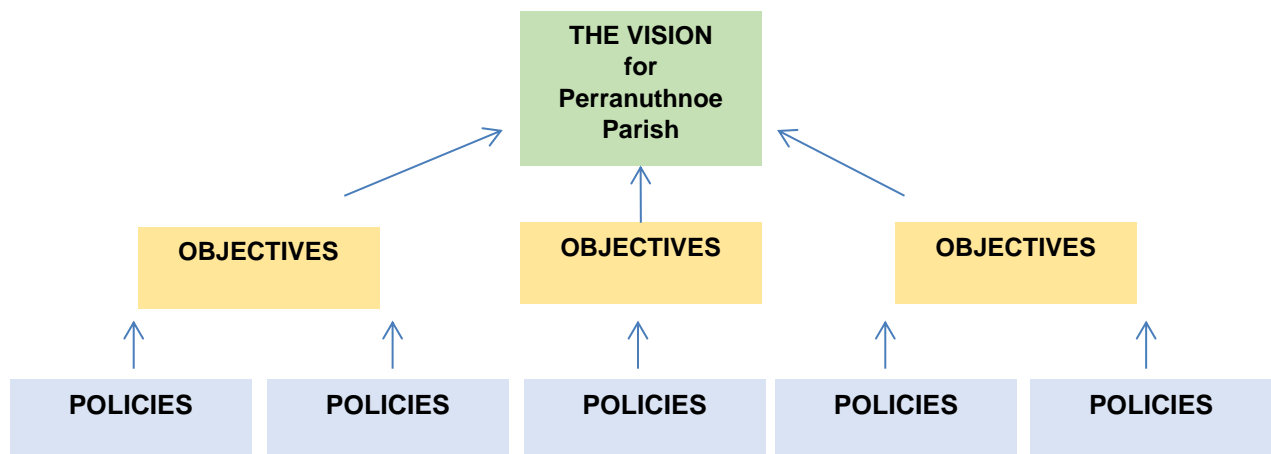 THE VISION
for
Perranuthnoe
Parish
OBJECTIVES
OBJECTIVES
OBJECTIVES
POLICIES
POLICIES
POLICIES
POLICIES
POLICIES